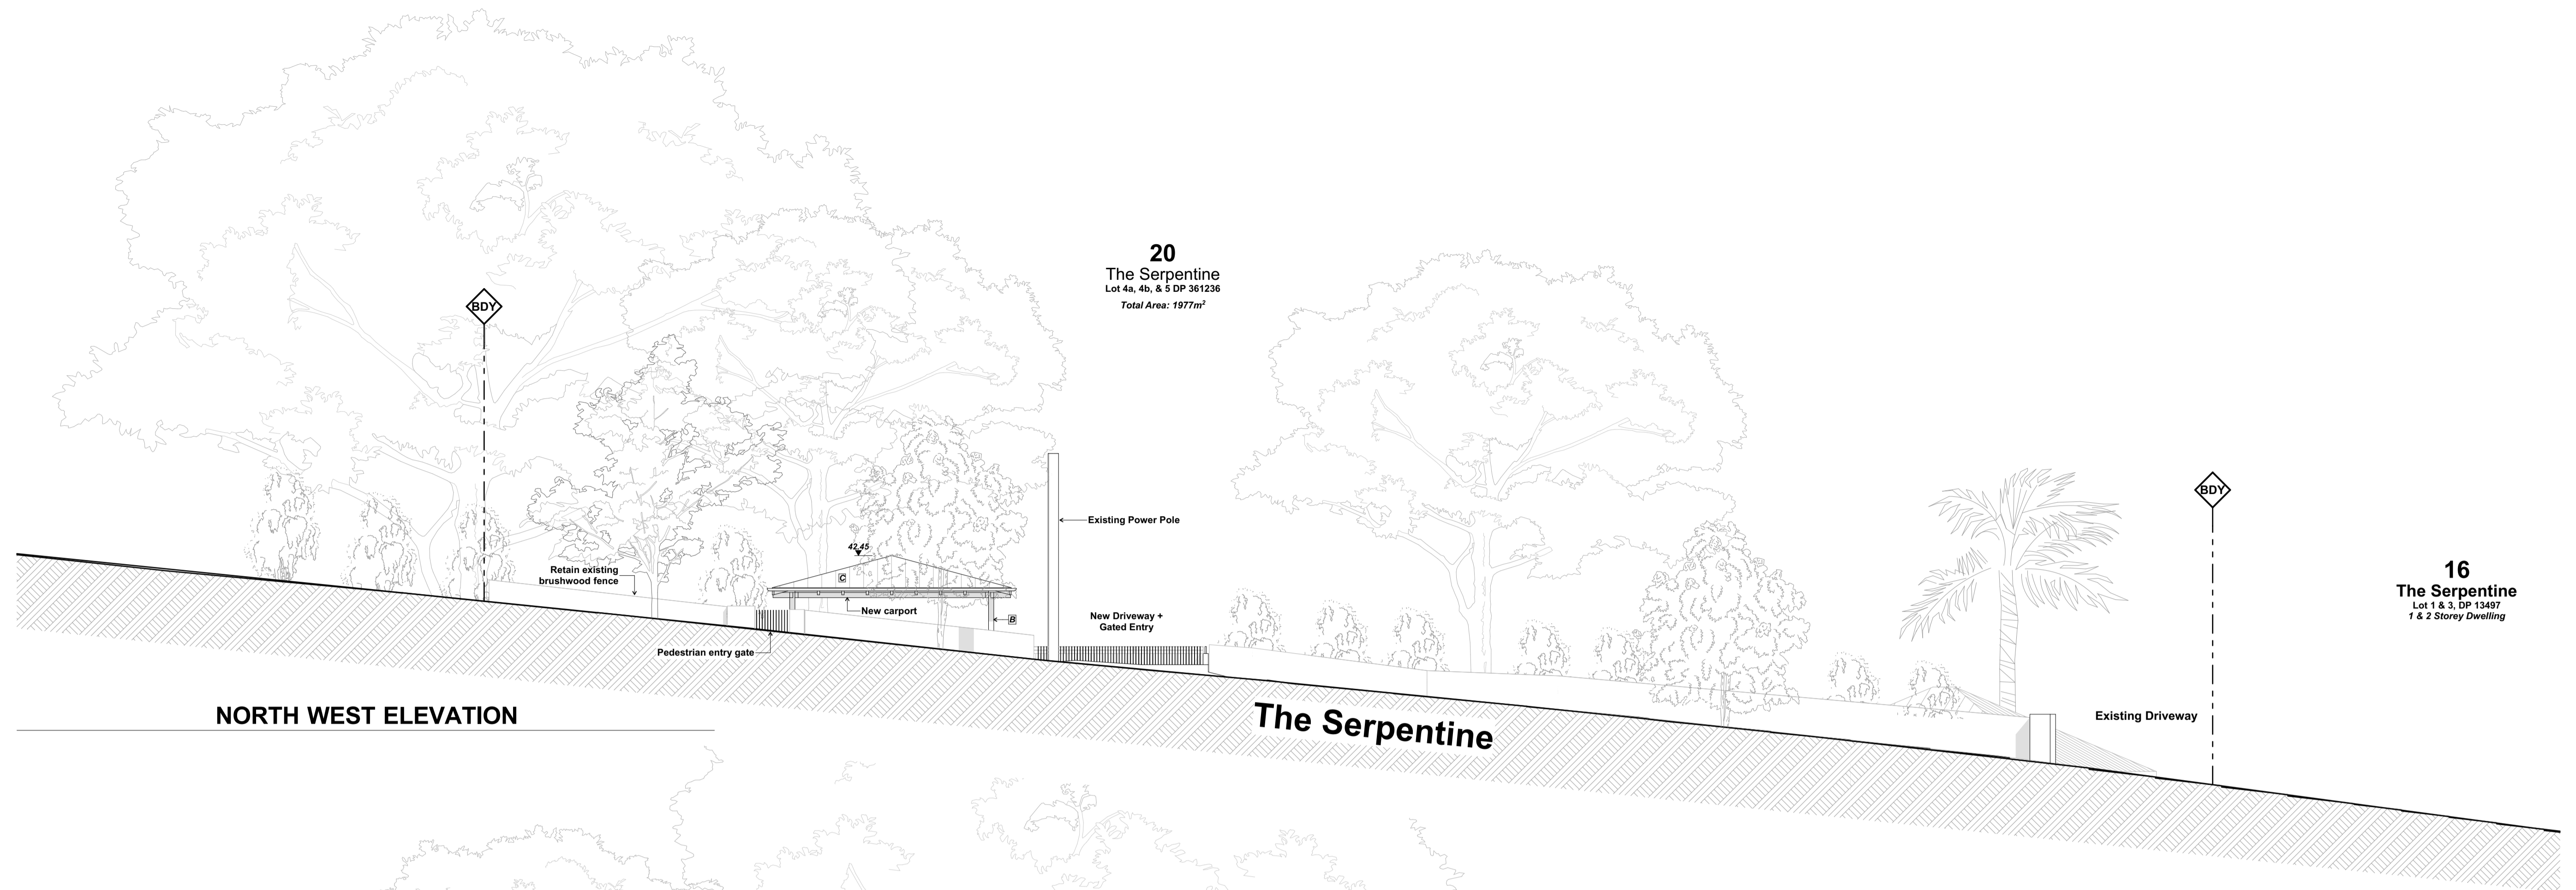 20
The Serpentine
Lot 4a, 4b, & 5 DP 361236
Total Area: 1977m²
BDY
BDY
Existing Power Pole
42.45
C
Retain existing
brushwood fence
New carport
B
New Driveway +
Gated Entry
Pedestrian entry gate
16
The Serpentine
Lot 1 & 3, DP 13497
1 & 2 Storey Dwelling
NORTH WEST ELEVATION
The Serpentine
Existing Driveway